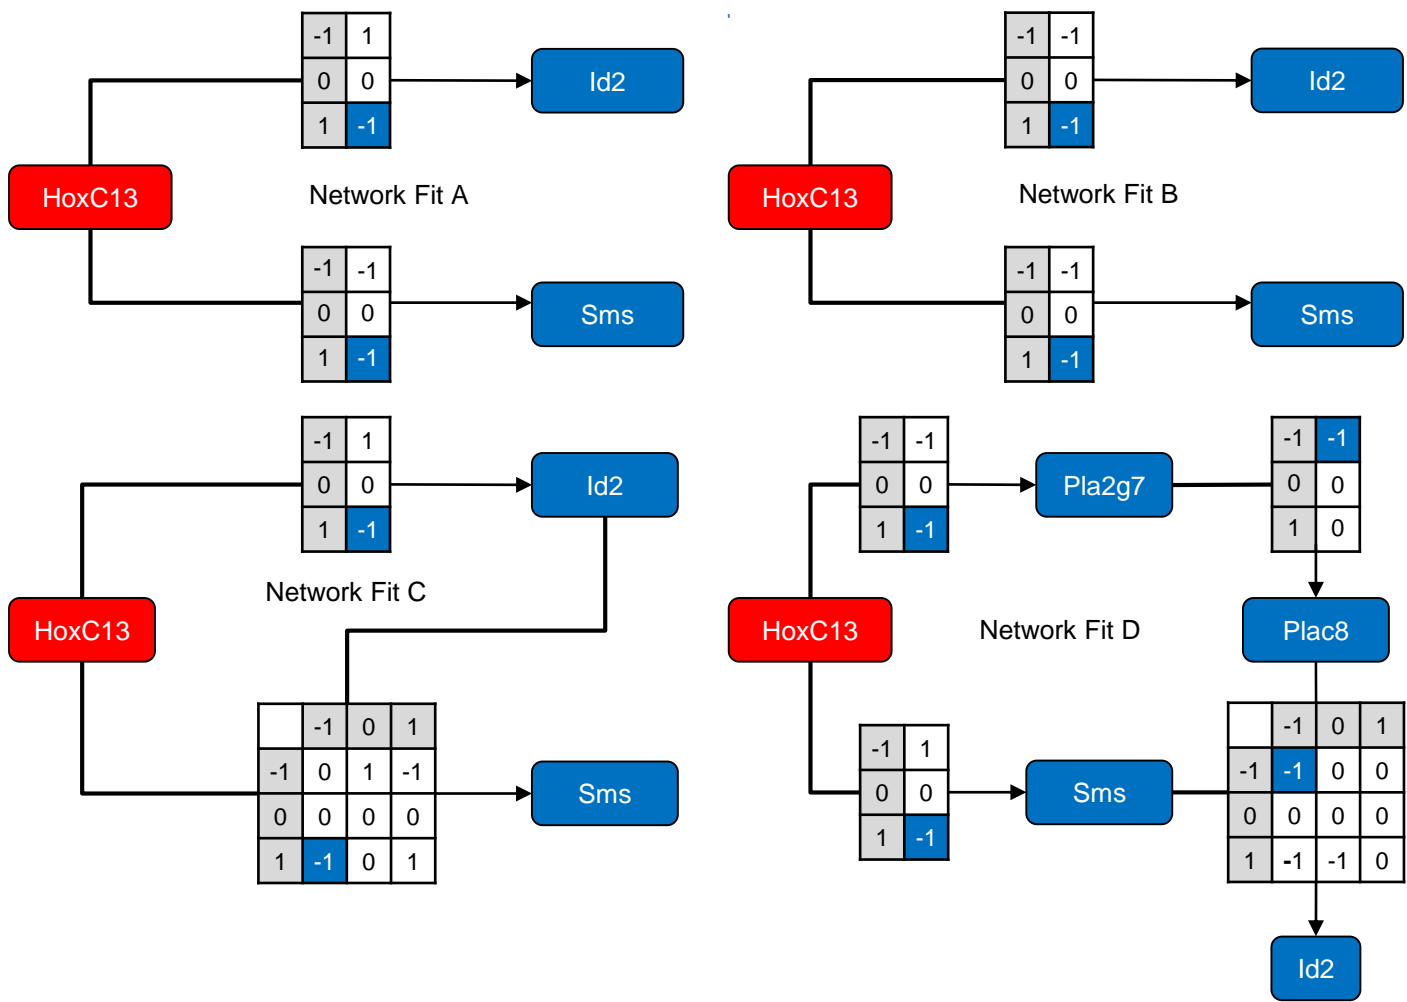 -1 1
0 0
1 -1
Id2
HoxC13
Network Fit A
-1 -1
0 0
1 -1
Sms
-1 -1
0 0
1 -1
Id2
HoxC13
Network Fit B
-1 -1
0 0
1 -1
Sms
-1 1
0 0
1 -1
Id2
Network Fit C
HoxC13
-1 0 1
-1 0 1 -1
0 0 0 0
1 -1 0 1
Sms
-1 -1
0 0
1 -1
Pla2g7
-1 -1
0 0
1 0
HoxC13
Network Fit D
Plac8
-1 1
0 0
1 -1
Sms
-1 0 1
-1 -1 0 0
0 0 0 0
1 -1 -1 0
Id2